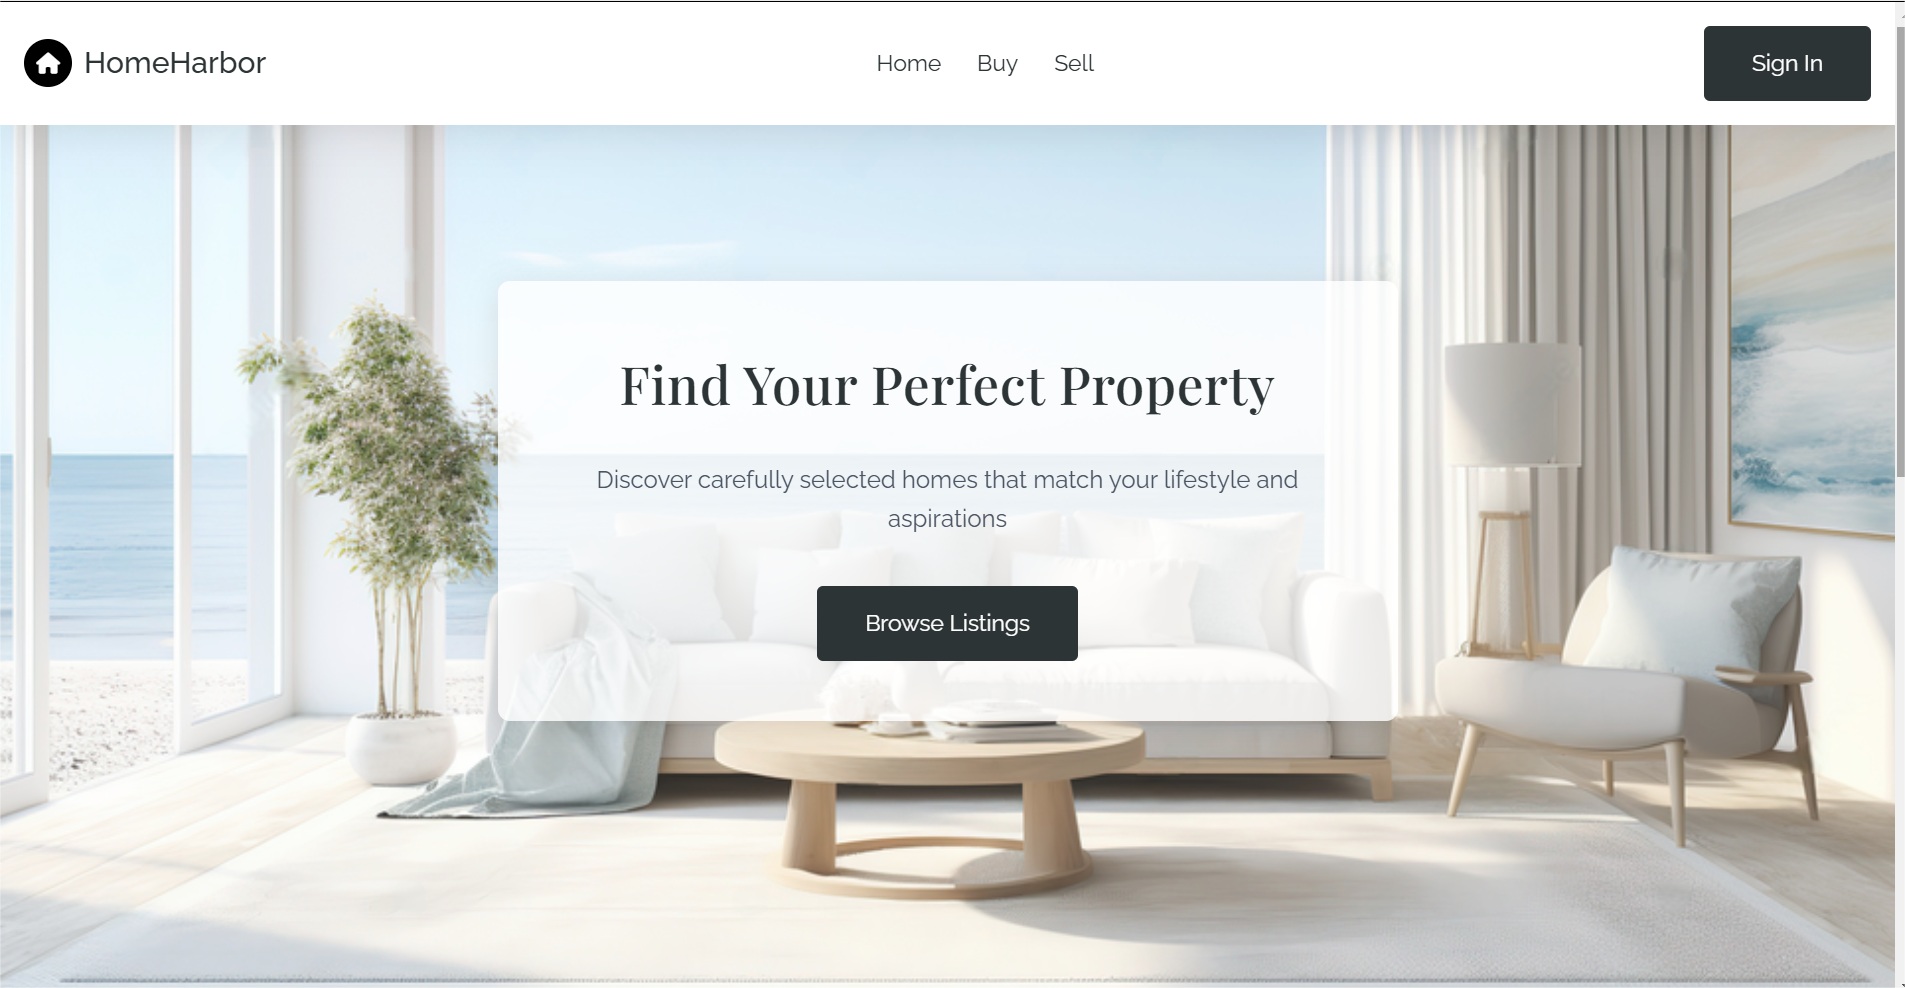 HomeHarbor
Home
Buy
Sell
Sign In
Find Your Perfect Property
Discover carefully selected homes that match your lifestyle and
aspirations
Browse Listings